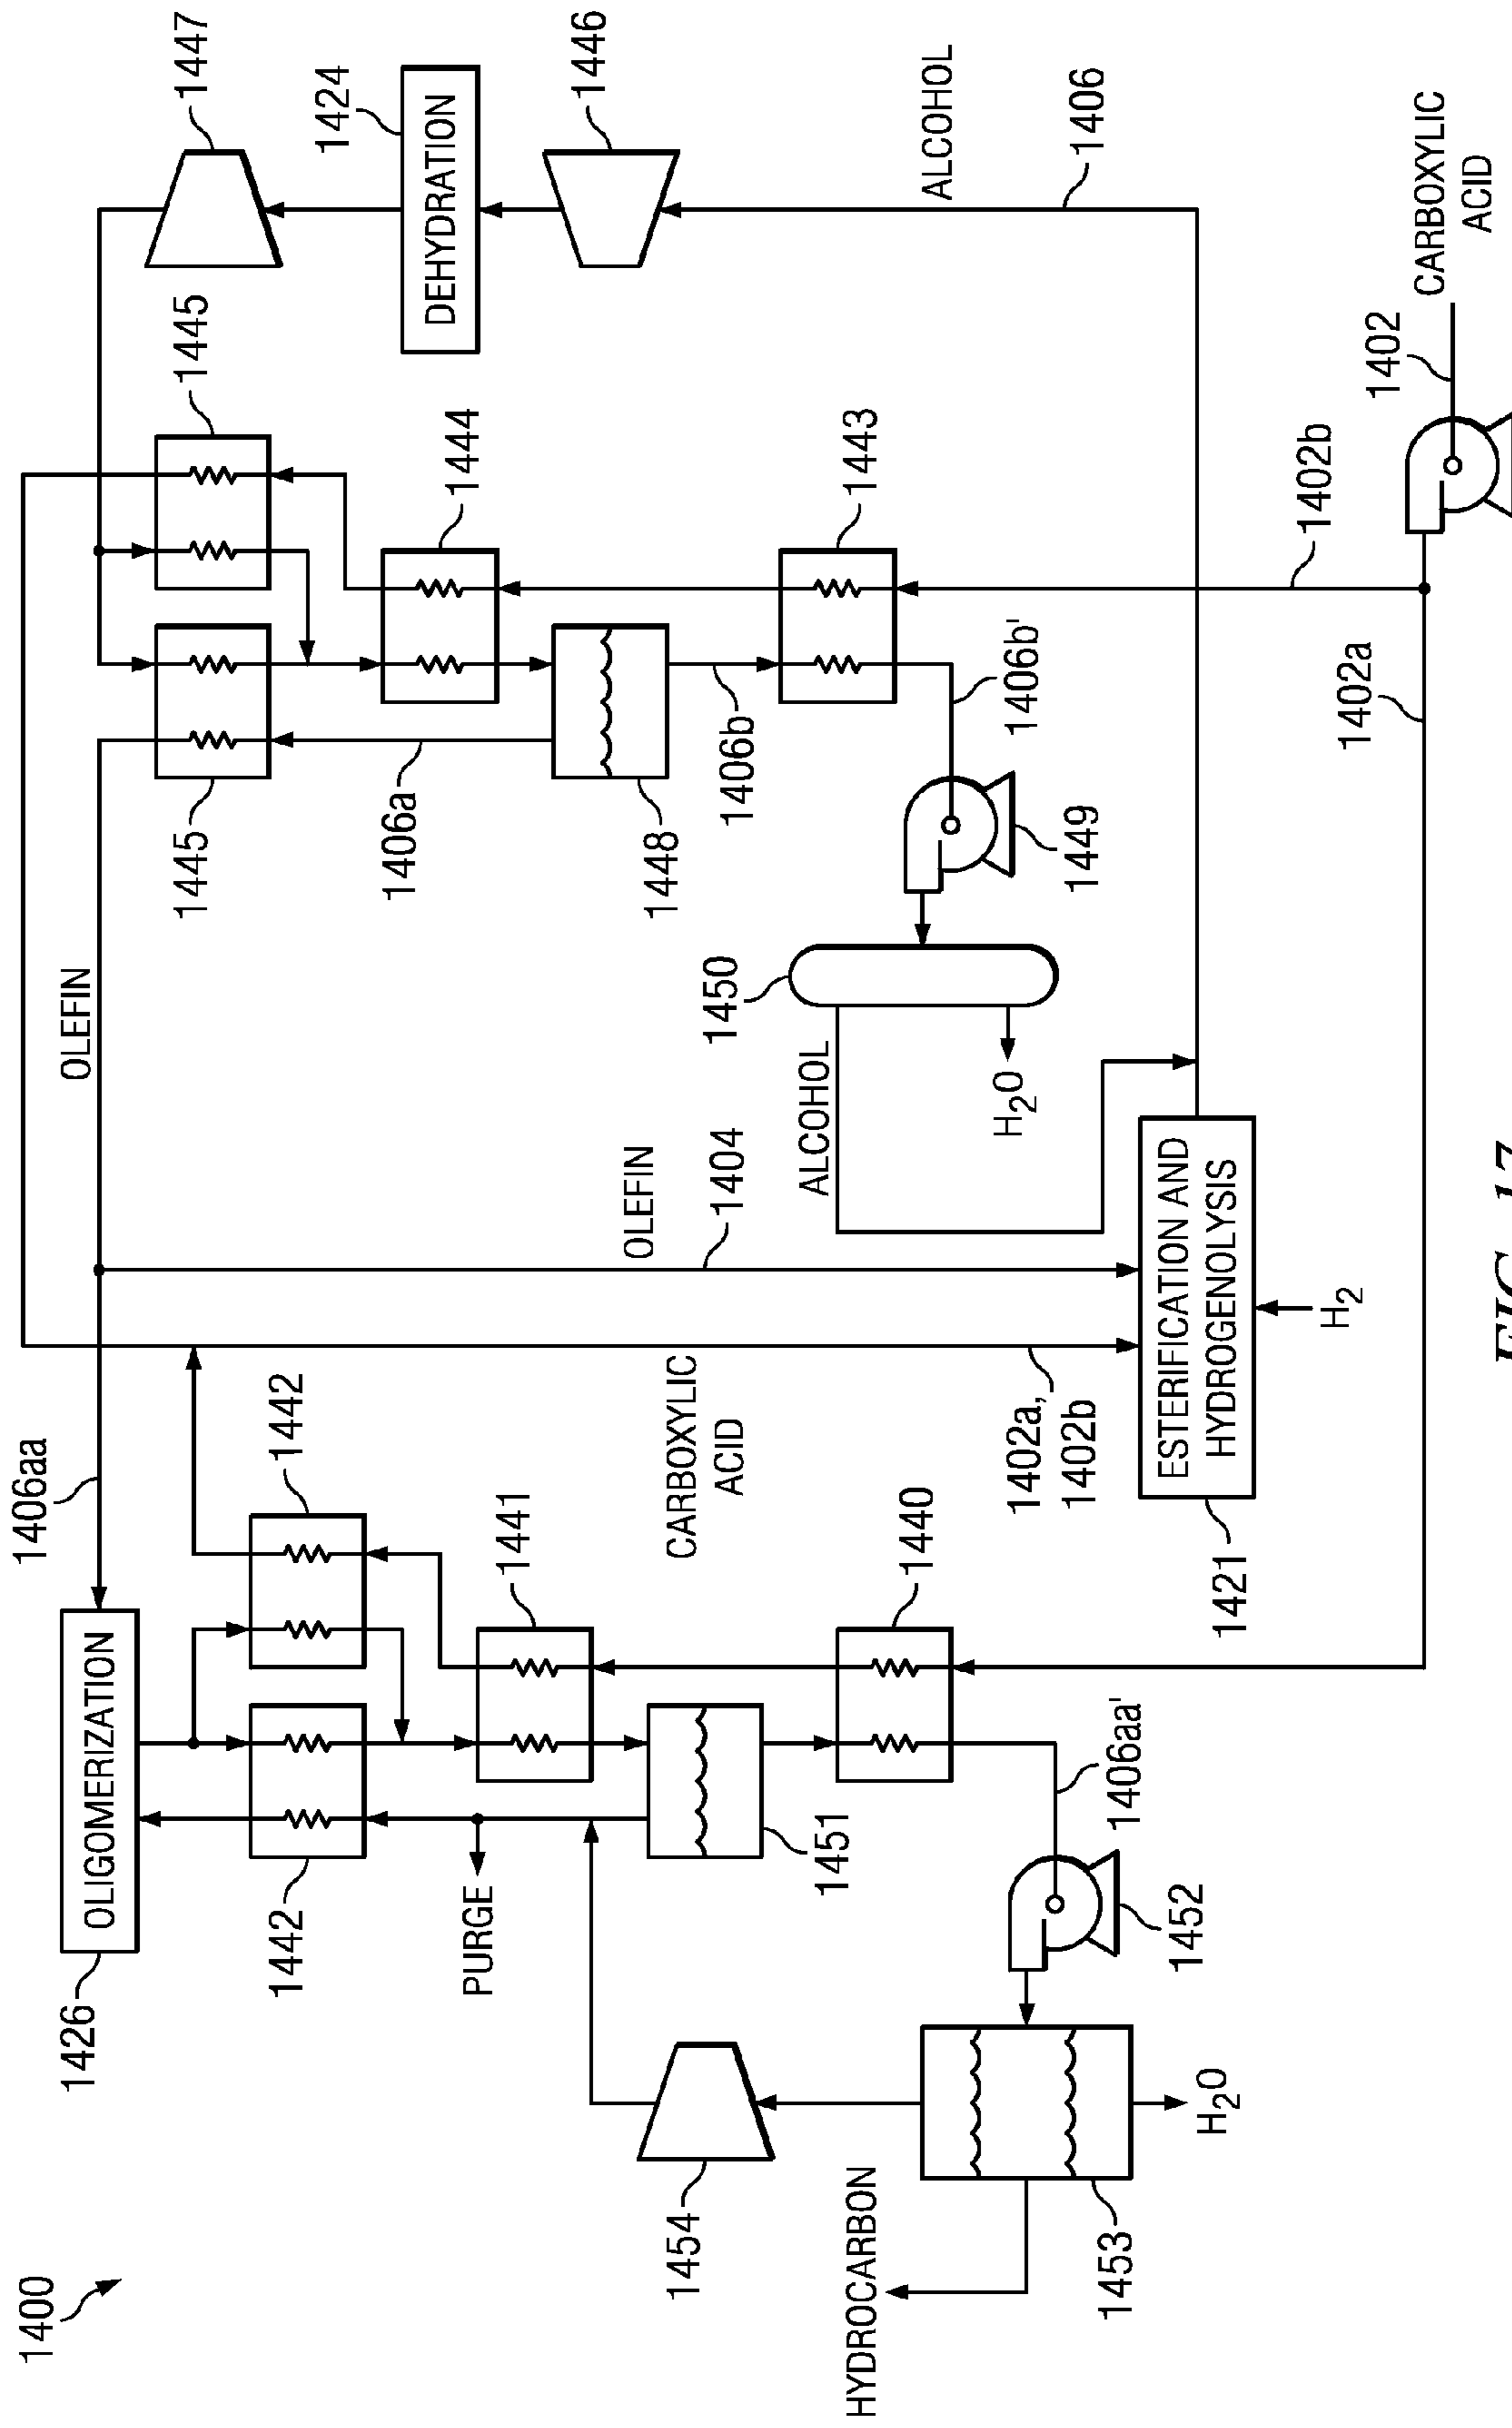 1400
1426
OLIGOMERIZATION
1406aa
OLEFIN
1447
1442
1442
1445
1445
1424
DEHYDRATION
PURGE
1441
1406a
1444
1446
1454
1451
CARBOXYLIC
ACID
OLEFIN
1404
1448
1406b
1450
1443
HYDROCARBON
1440
ALCOHOL
ALCOHOL
1406b'
1449
1453
H2O
1452
1406aa'
1402a,
1402b
H2O
1406
1421
ESTERIFICATION AND
HYDROGENOLYSIS
H2
1402a
1402b
1402
CARBOXYLIC
ACID